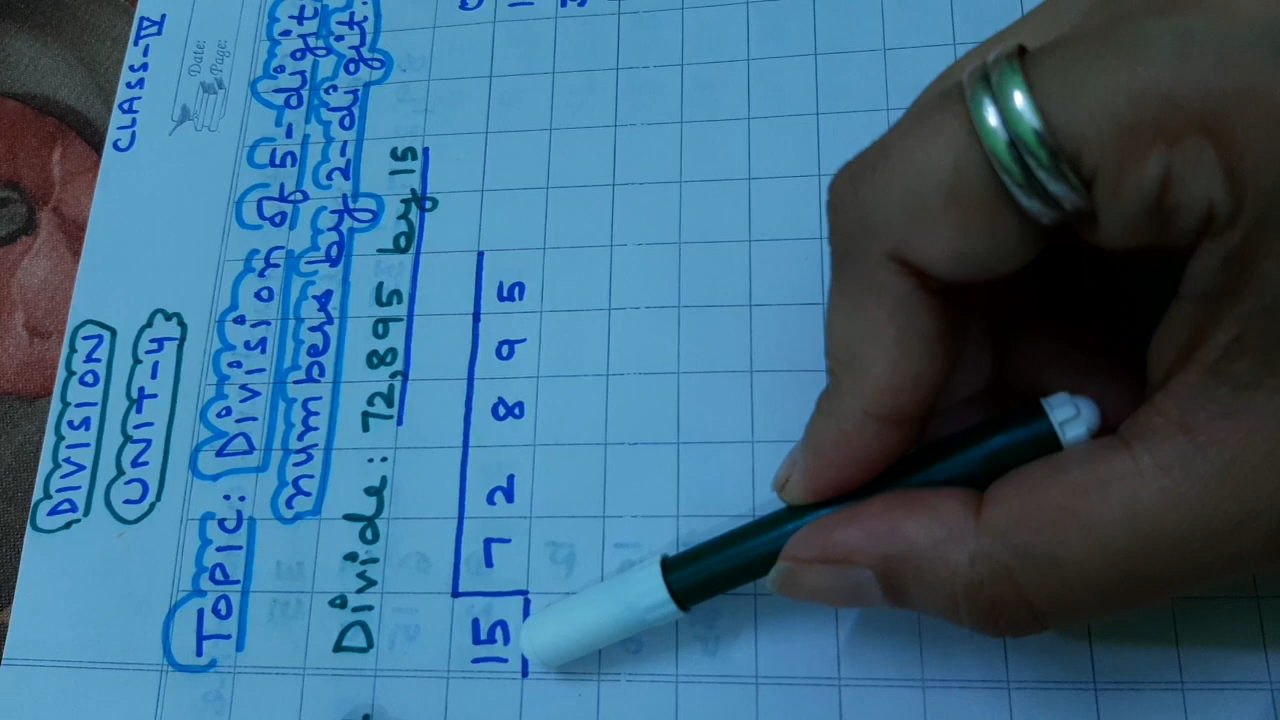 CLASS-IV
DIVISION
UNIT-4
Date:
Page:
Topic: Division of 5-digit
numbers by 2-digit.
Divide: 72,895 by 15
15 7 2 8 9 5